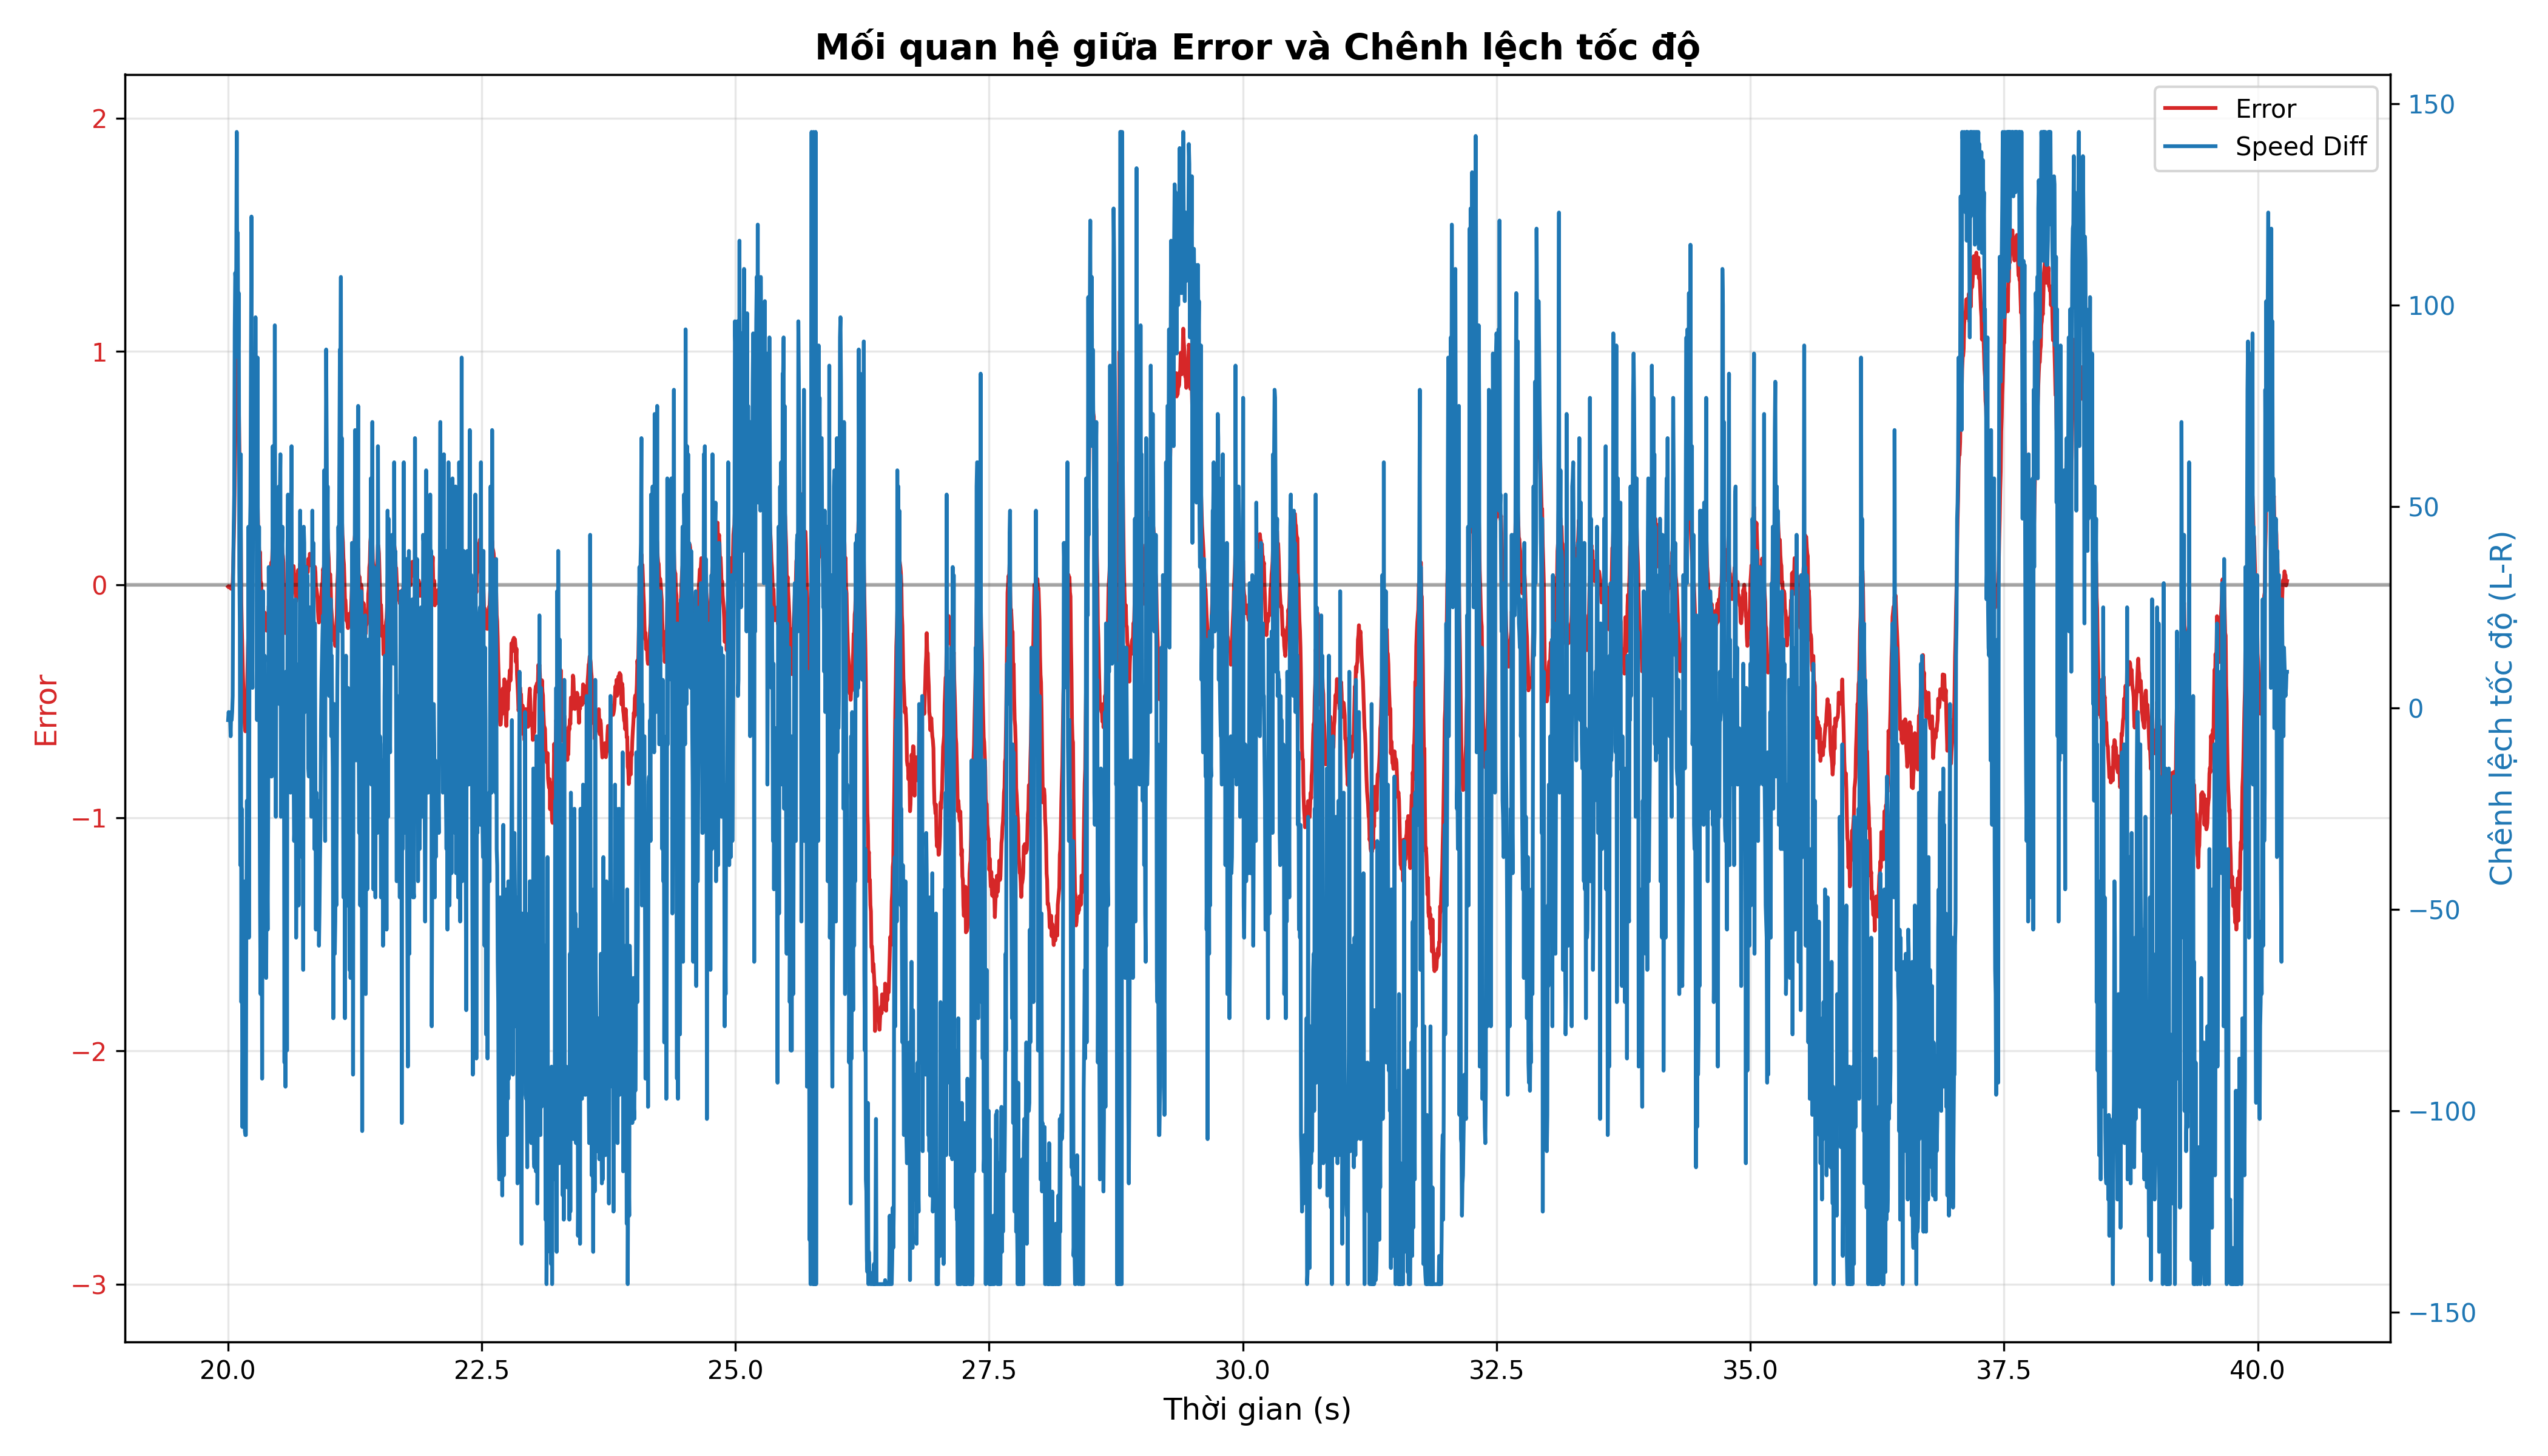 Mối quan hệ giữa Error và Chênh lệch tốc độ
Error
Speed Diff
2
1
0
−1
−2
−3
Error
150
100
50
0
−50
−100
−150
Chênh lệch tốc độ (L-R)
20.0 22.5 25.0 27.5 30.0 32.5 35.0 37.5 40.0
Thời gian (s)